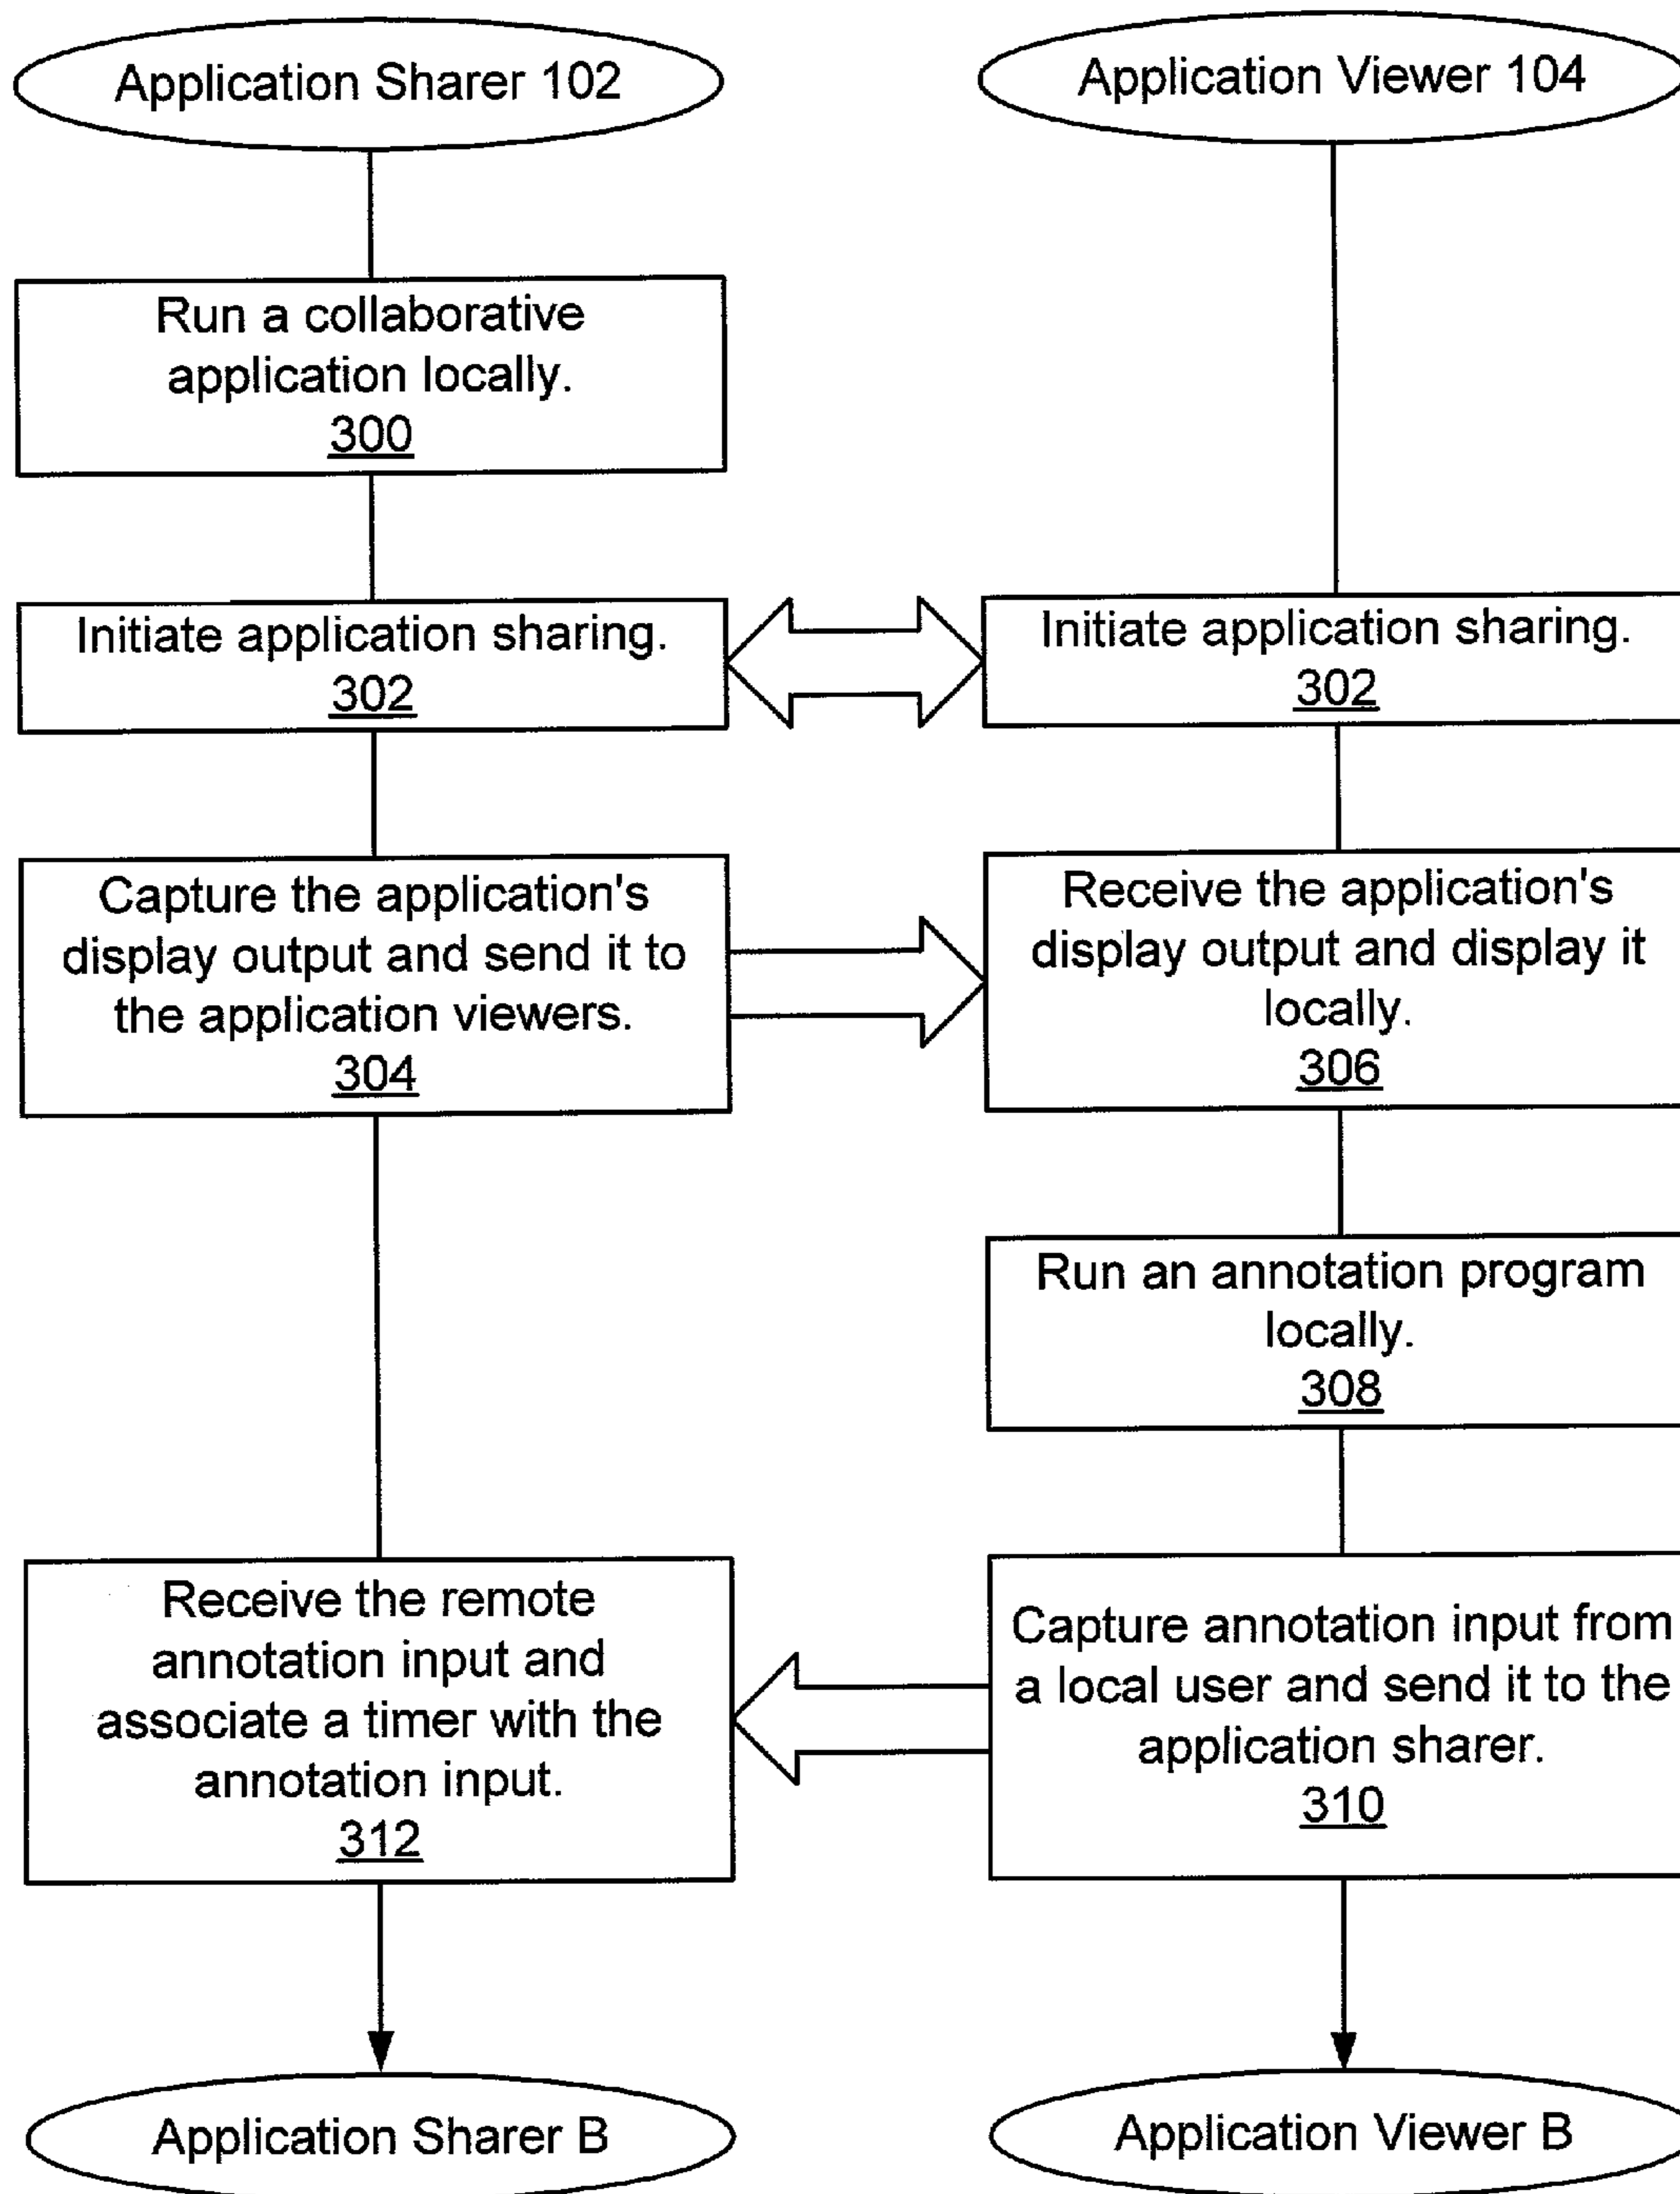 Application Sharer 102
Application Viewer 104
Run a collaborative
application locally.
300
Initiate application sharing.
302
Initiate application sharing.
302
Capture the application's
display output and send it to
the application viewers.
304
Receive the application's
display output and display it
locally.
306
Run an annotation program
locally.
308
Receive the remote
annotation input and
associate a timer with the
annotation input.
312
Capture annotation input from
a local user and send it to the
application sharer.
310
Application Sharer B
Application Viewer B